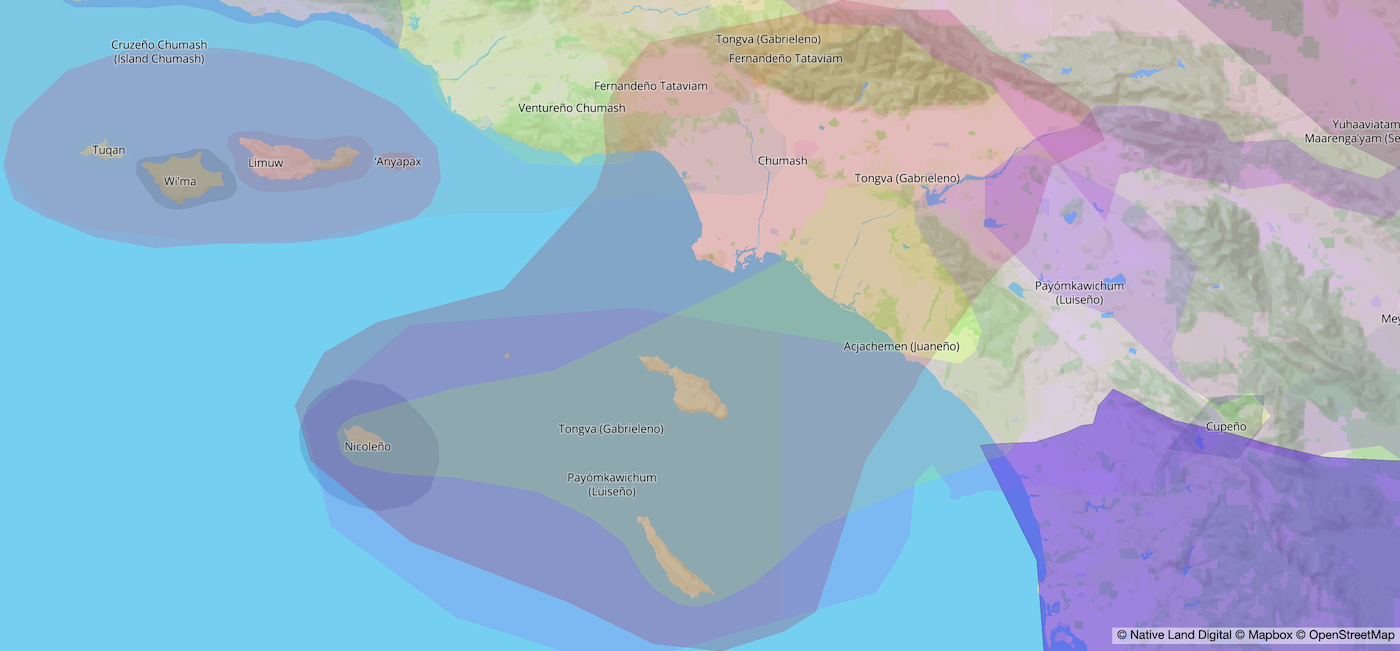 Tongva (Gabrieleno)
Cruzeño Chumash
(Island Chumash)
Fernandeño Tataviam
Fernandeño Tataviam
Ventureño Chumash
Yuhaaviatam
Maarenga'yam (Se
Tuqan
Limuw
'Anyapax
Chumash
Wi'ma
Tongva (Gabrieleno)
Payómkawichum
(Luiseño)
Mey
Acjachemen (Juaneño)
Tongva (Gabrieleno)
Cupeño
Nicoleño
Payómkawichum
(Luiseño)
© Native Land Digital © Mapbox © OpenStreetMap